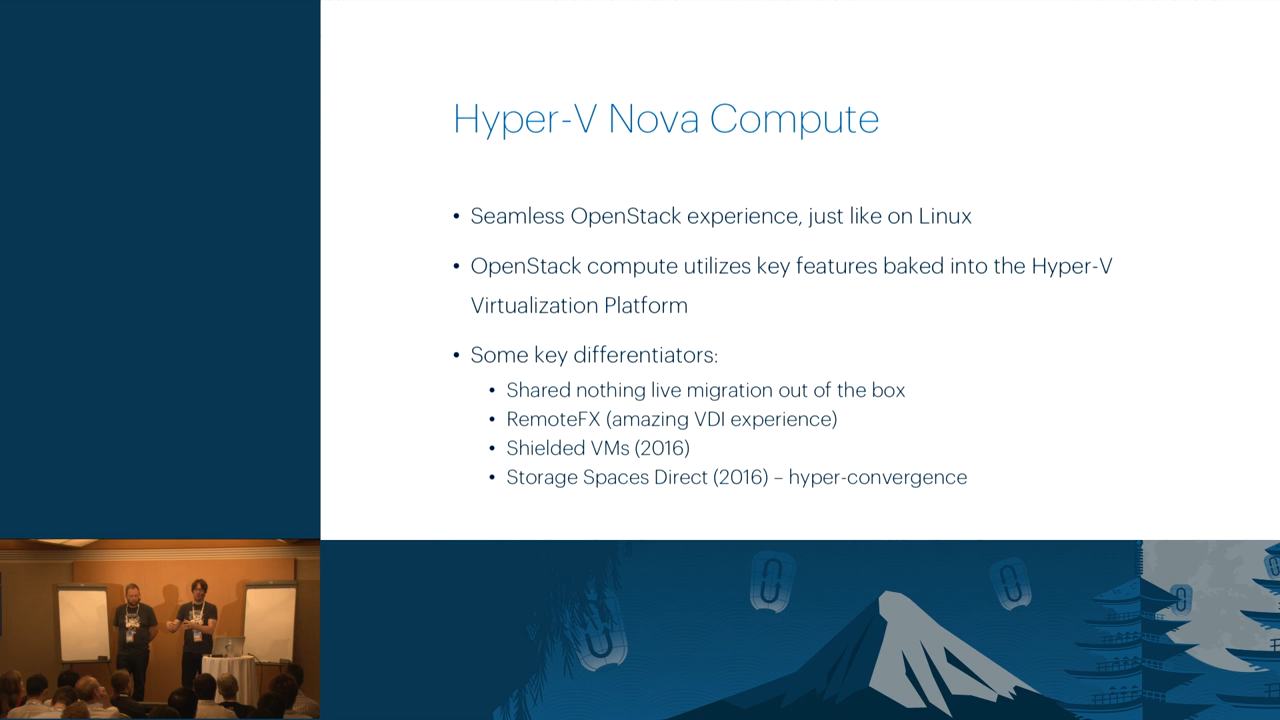 Hyper-V Nova Compute
• Seamless OpenStack experience, just like on Linux
• OpenStack compute utilizes key features baked into the Hyper-V
Virtualization Platform
• Some key differentiators:
• Shared nothing live migration out of the box
• RemoteFX (amazing VDI experience)
• Shielded VMs (2016)
• Storage Spaces Direct (2016) – hyper-convergence